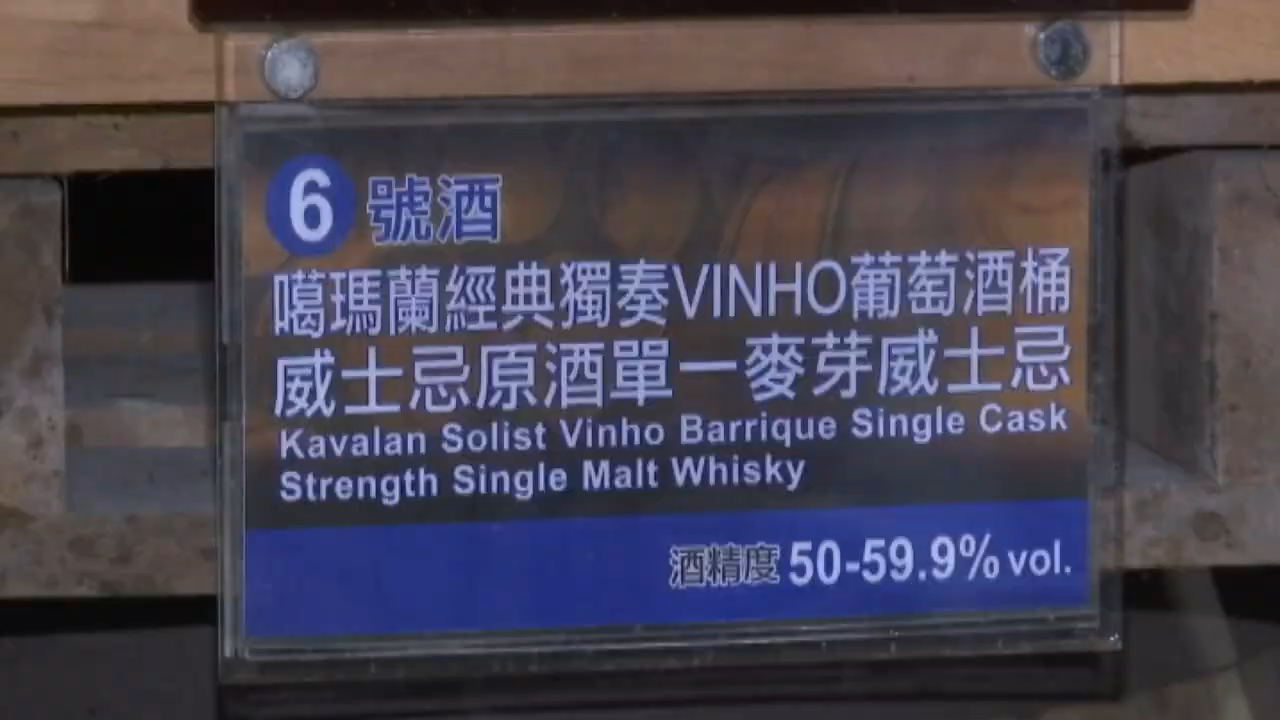 6 號酒
噶瑪蘭經典獨奏VINHO葡萄酒桶
威士忌原酒單一麥芽威士忌
Kavalan Solist Vinho Barrique Single Cask
Strength Single Malt Whisky
酒精度 50-59.9% vol.